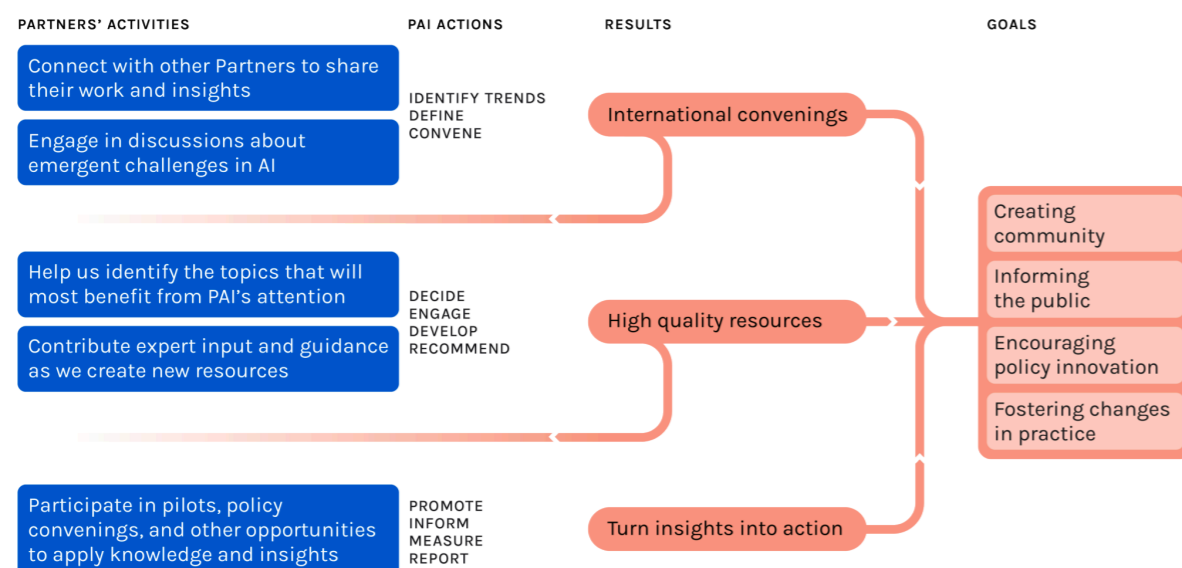 PARTNERS’ ACTIVITIES
PAI ACTIONS
RESULTS
GOALS
Connect with other Partners to share
their work and insights
Engage in discussions about
emergent challenges in AI
IDENTIFY TRENDS
DEFINE
CONVENE
International convenings
Help us identify the topics that will
most benefit from PAI’s attention
Contribute expert input and guidance
as we create new resources
DECIDE
ENGAGE
DEVELOP
RECOMMEND
High quality resources
Participate in pilots, policy
convenings, and other opportunities
to apply knowledge and insights
PROMOTE
INFORM
MEASURE
REPORT
Turn insights into action
Creating
community
Informing
the public
Encouraging
policy innovation
Fostering changes
in practice